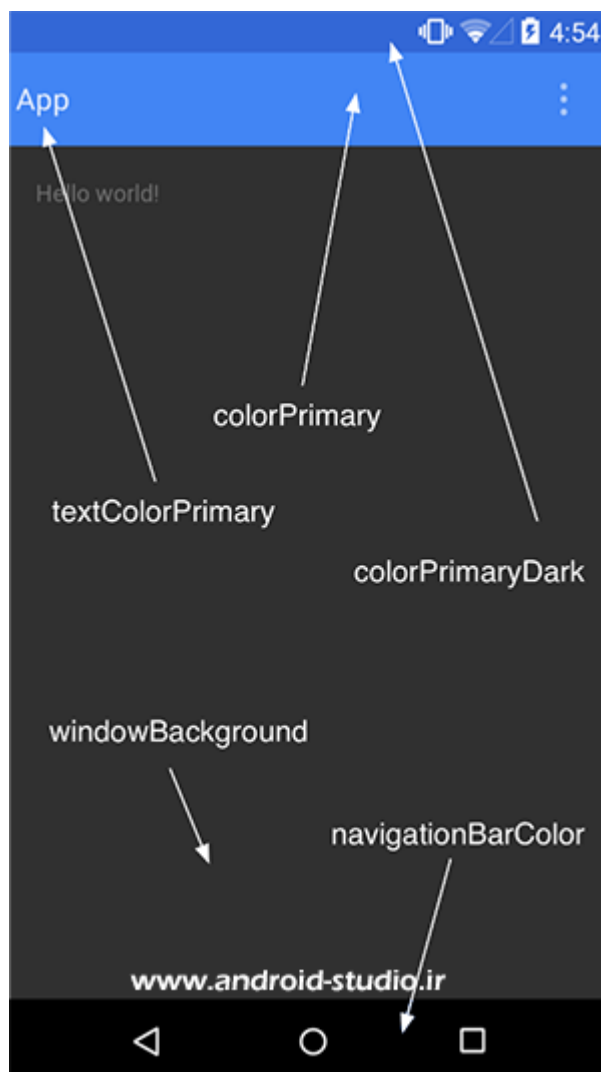 4:54
App
Hello world!
colorPrimary
textColorPrimary
colorPrimaryDark
windowBackground
navigationBarColor
www.android-studio.ir